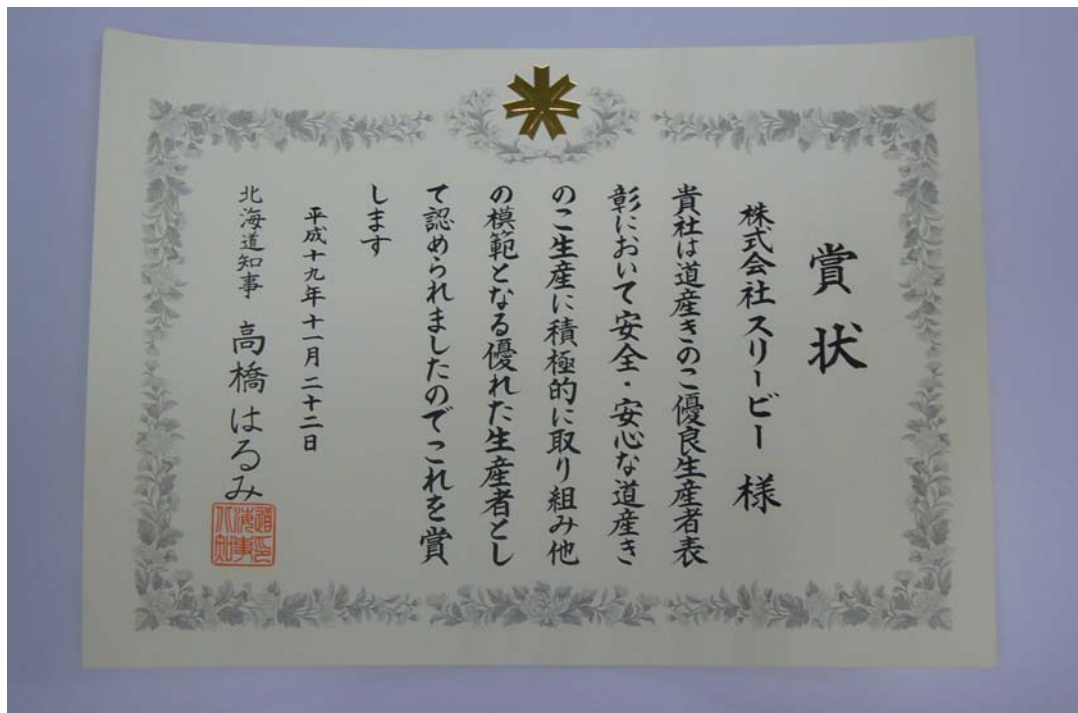 賞状
株式会社スリービー 様
貴社は道産きのこ優良生産者表
彰において安全・安心な道産き
のこ生産に積極的に取り組み他
の模範となる優れた生産者とし
て認められましたのでこれを賞
します
平成十九年十一月二十二日
北海道知事 高橋はるみ